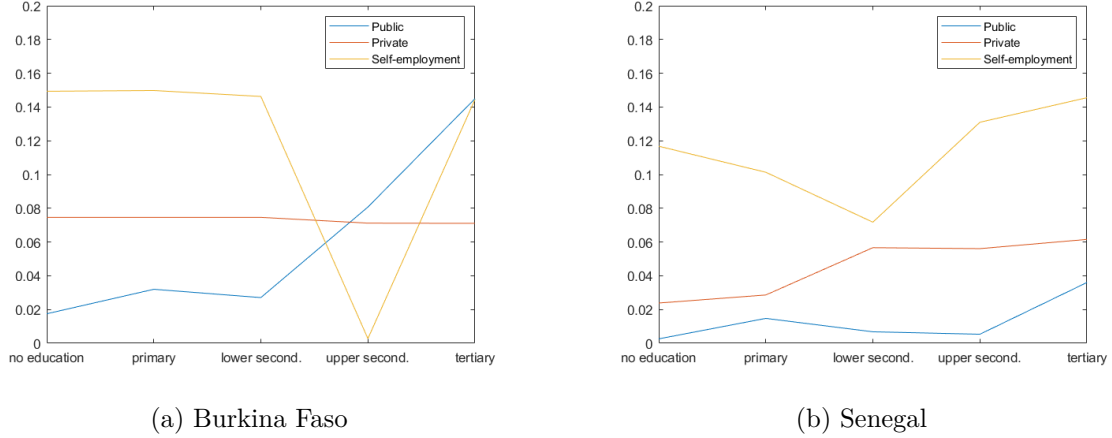 0.2
0.18
0.16
0.14
0.12
0.1
0.08
0.06
0.04
0.02
0
no education primary lower second. upper second. tertiary
Public
Private
Self-employment
(a) Burkina Faso
0.2
0.18
0.16
0.14
0.12
0.1
0.08
0.06
0.04
0.02
0
no education primary lower second. upper second. tertiary
Public
Private
Self-employment
(b) Senegal